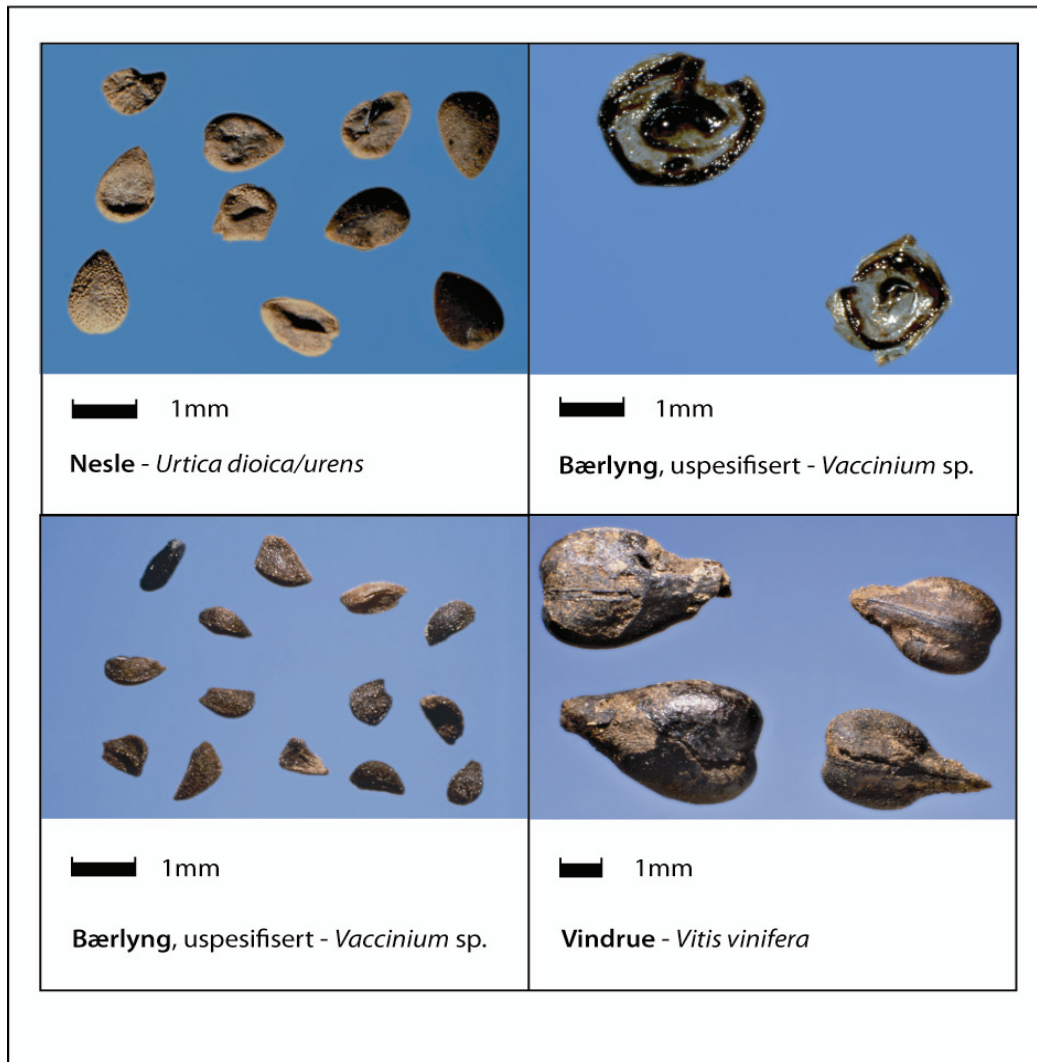 1mm
Nesle - Urtica dioica/urens
1mm
Bærlyng, uspesifisert - Vaccinium sp.
1mm
Bærlyng, uspesifisert - Vaccinium sp.
1mm
Vindrue - Vitis vinifera